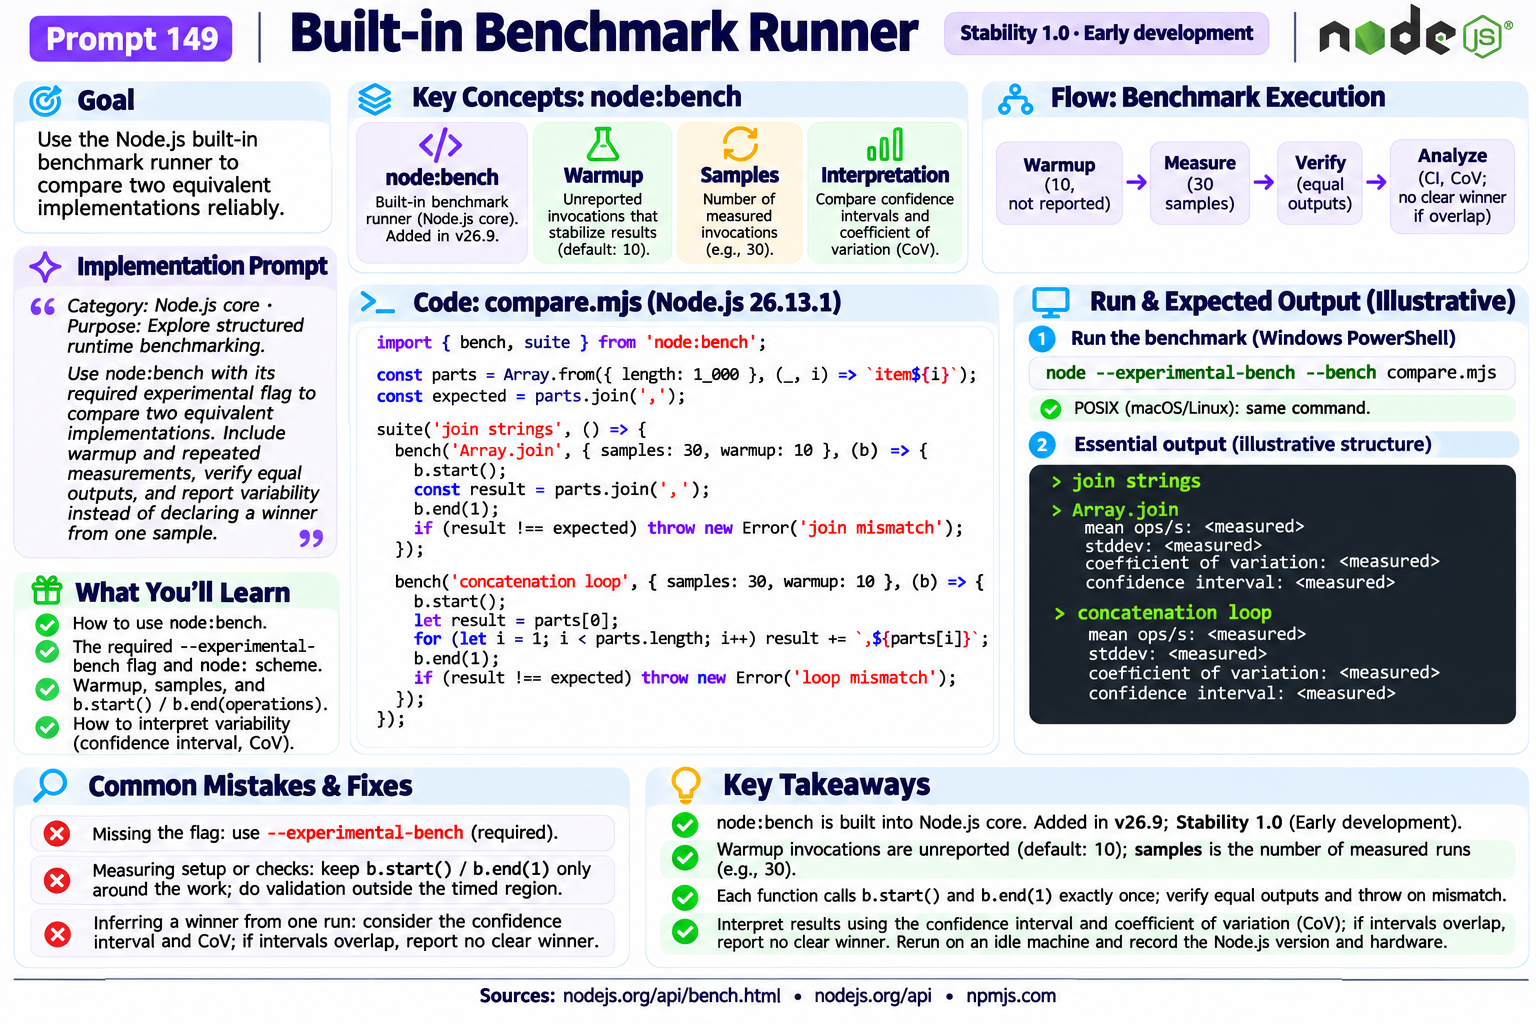 Prompt 149
Built-in Benchmark Runner
Stability 1.0 · Early development
node JS ®
Goal
Use the Node.js built-in
benchmark runner to
compare two equivalent
implementations reliably.
Implementation Prompt
“
Category: Node.js core ·
Purpose: Explore structured
runtime benchmarking.
Use node:bench with its
required experimental flag to
compare two equivalent
implementations. Include
warmup and repeated
measurements, verify equal
outputs, and report variability
instead of declaring a winner
from one sample.
”
What You’ll Learn
How to use node:bench.
The required --experimental-
bench flag and node: scheme.
Warmup, samples, and
b.start() / b.end(operations).
How to interpret variability
(confidence interval, CoV).
Key Concepts: node:bench
</>
node:bench
Built-in benchmark
runner (Node.js core).
Added in v26.9.
Warmup
Unreported
invocations that
stabilize results
(default: 10).
Samples
Number of
measured
invocations
(e.g., 30).
Interpretation
Compare confidence
intervals and
coefficient of
variation (CoV).
Flow: Benchmark Execution
Warmup
(10,
not reported)
Measure
(30
samples)
Verify
(equal
outputs)
Analyze
(CI, CoV;
no clear winner
if overlap)
Code: compare.mjs (Node.js 26.13.1)
import { bench, suite } from 'node:bench';
const parts = Array.from({ length: 1_000 }, (_, i) => `item${i}`);
const expected = parts.join(',');
suite('join strings', () => {
bench('Array.join', { samples: 30, warmup: 10 }, (b) => {
b.start();
const result = parts.join(',');
b.end(1);
if (result !== expected) throw new Error('join mismatch');
});
bench('concatenation loop', { samples: 30, warmup: 10 }, (b) => {
b.start();
let result = parts[0];
for (let i = 1; i < parts.length; i++) result += `,${parts[i]}`;
b.end(1);
if (result !== expected) throw new Error('loop mismatch');
});
});
Run & Expected Output (Illustrative)
1 Run the benchmark (Windows PowerShell)
node --experimental-bench --bench compare.mjs
POSIX (macOS/Linux): same command.
2 Essential output (illustrative structure)
> join strings
> Array.join
mean ops/s: <measured>
stddev: <measured>
coefficient of variation: <measured>
confidence interval: <measured>
> concatenation loop
mean ops/s: <measured>
stddev: <measured>
coefficient of variation: <measured>
confidence interval: <measured>
Common Mistakes & Fixes
Missing the flag: use --experimental-bench (required).
Measuring setup or checks: keep b.start() / b.end(1) only
around the work; do validation outside the timed region.
Inferring a winner from one run: consider the confidence
interval and CoV; if intervals overlap, report no clear winner.
Key Takeaways
node:bench is built into Node.js core. Added in v26.9; Stability 1.0 (Early development).
Warmup invocations are unreported (default: 10); samples is the number of measured runs
(e.g., 30).
Each function calls b.start() and b.end(1) exactly once; verify equal outputs and throw on mismatch.
Interpret results using the confidence interval and coefficient of variation (CoV); if intervals overlap,
report no clear winner. Rerun on an idle machine and record the Node.js version and hardware.
Sources: nodejs.org/api/bench.html • nodejs.org/api • npmjs.com